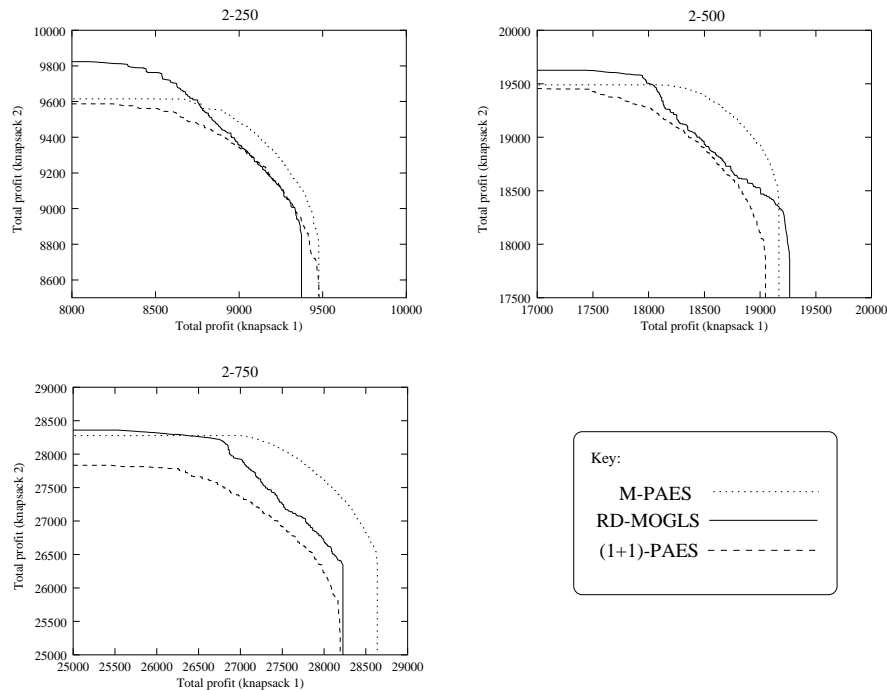 2-250
10000
9800
9600
9400
9200
9000
8800
8600
Total profit (knapsack 2)
8000 8500 9000 9500 10000
Total profit (knapsack 1)
2-500
20000
19500
19000
18500
18000
17500
Total profit (knapsack 2)
17000 17500 18000 18500 19000 19500 20000
Total profit (knapsack 1)
2-750
29000
28500
28000
27500
27000
26500
26000
25500
25000
Total profit (knapsack 2)
25000 25500 26000 26500 27000 27500 28000 28500 29000
Total profit (knapsack 1)
Key:
M-PAES
RD-MOGLS
(1+1)-PAES